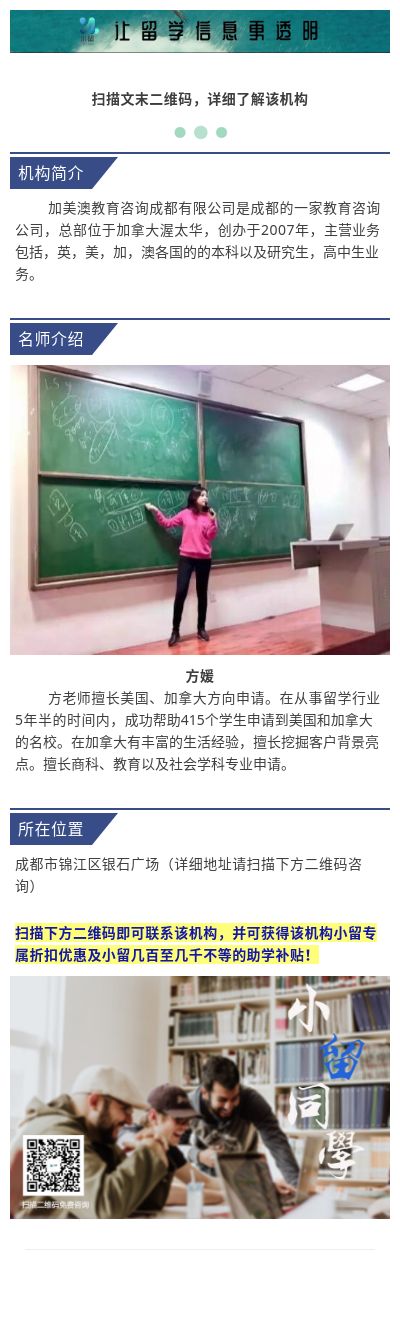 小留
让留学信息更透明
扫描文末二维码，详细了解该机构
机构简介
加美澳教育咨询成都有限公司是成都的一家教育咨询
公司，总部位于加拿大渥太华，创办于2007年，主营业务
包括，英，美，加，澳各国的的本科以及研究生，高中生业
务。
名师介绍
方媛
方老师擅长美国、加拿大方向申请。在从事留学行业
5年半的时间内，成功帮助415个学生申请到美国和加拿大
的名校。在加拿大有丰富的生活经验，擅长挖掘客户背景亮
点。擅长商科、教育以及社会学科专业申请。
所在位置
成都市锦江区银石广场（详细地址请扫描下方二维码咨
询）
扫描下方二维码即可联系该机构，并可获得该机构小留专
属折扣优惠及小留几百至几千不等的助学补贴！
小
留
同
學
扫描二维码免费咨询